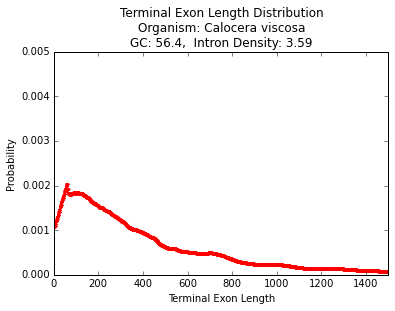 Terminal Exon Length Distribution
Organism: Calocera viscosa
GC: 56.4,  Intron Density: 3.59
0.005
0.004
0.003
0.002
0.001
0.000
Probability
0
200
400
600
800
1000
1200
1400
Terminal Exon Length